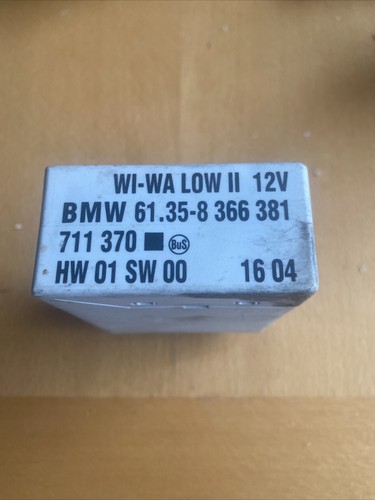 WI-WA LOW II 12V
BMW 61.35-8 366 381
711 370 ■ BuS
HW 01 SW 00 16 04